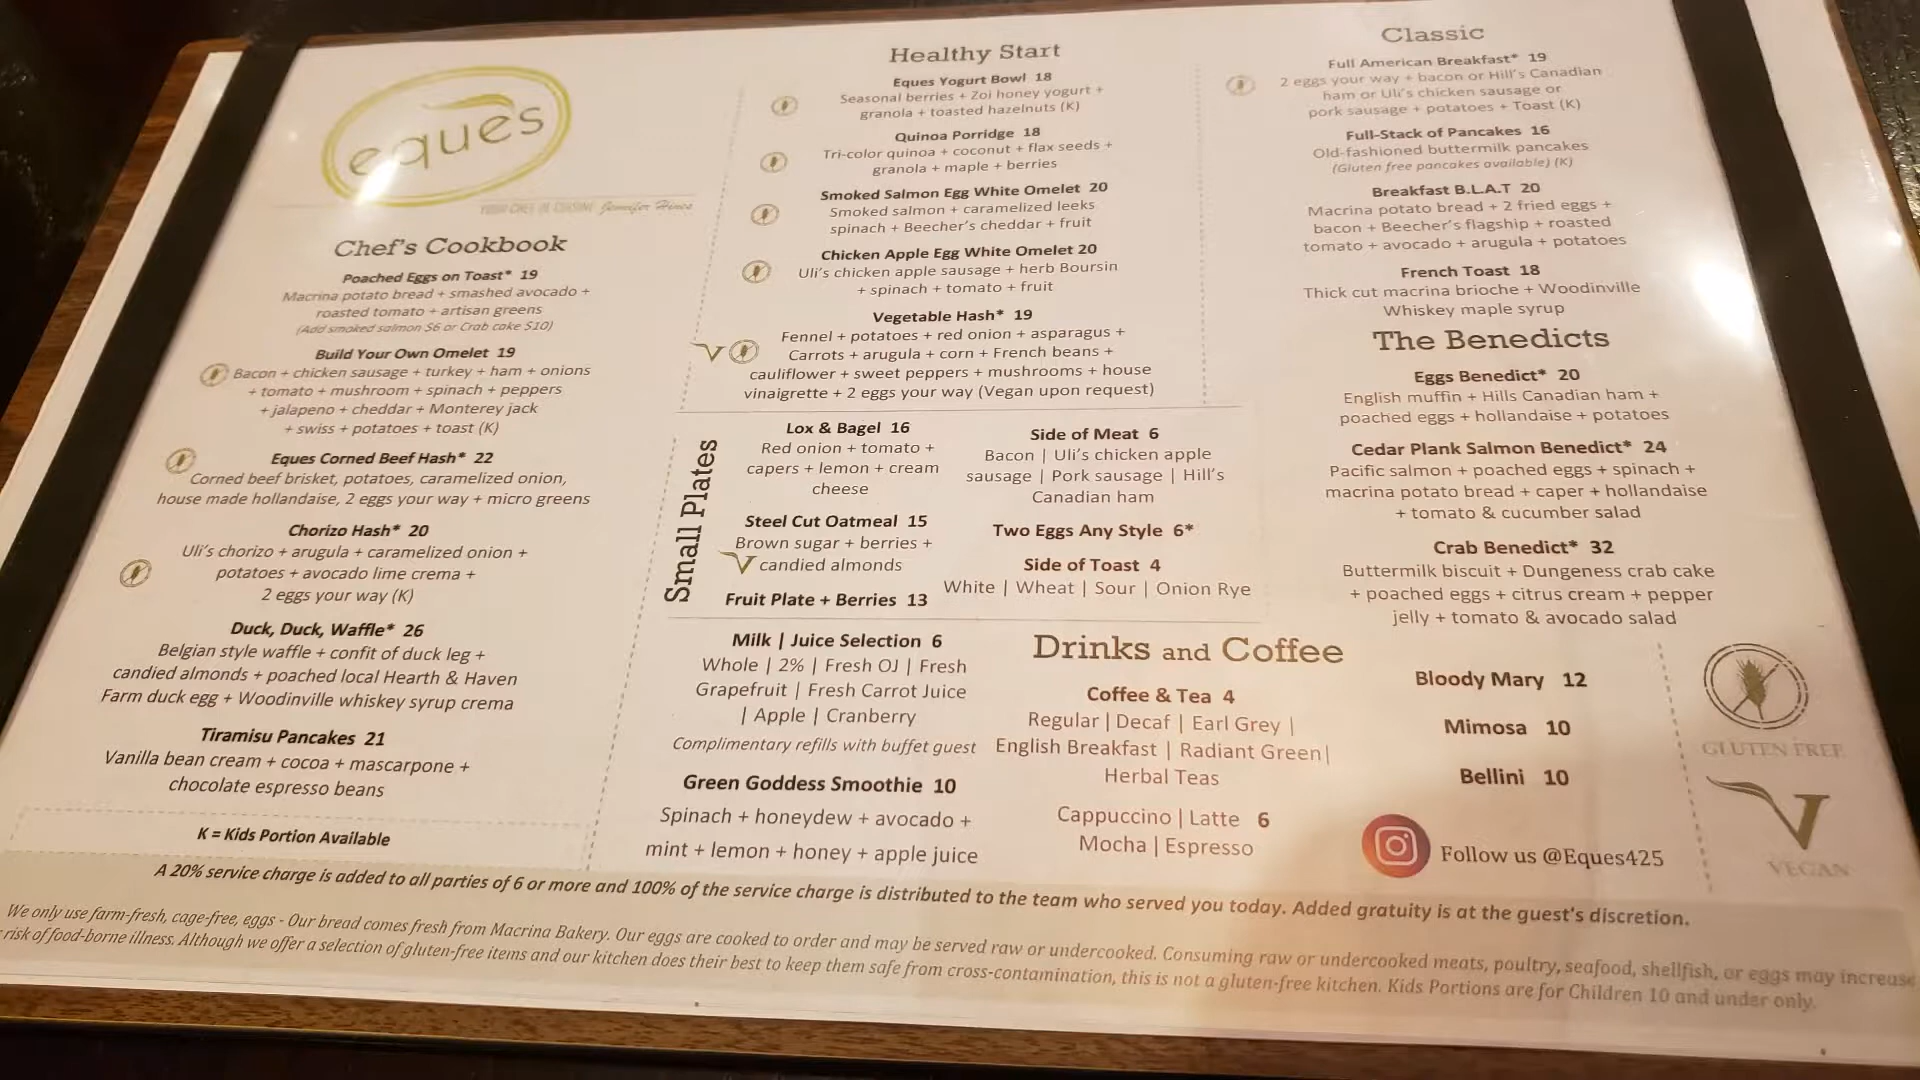 eques
YOUR CHEF DE CUISINE Jennifer Hines
Chef's Cookbook
Poached Eggs on Toast* 19
Macrina potato bread + smashed avocado +
roasted tomato + artisan greens
(Add smoked salmon $6 or Crab cake $10)
Build Your Own Omelet 19
Bacon + chicken sausage + turkey + ham + onions
+ tomato + mushroom + spinach + peppers
+ jalapeno + cheddar + Monterey jack
+ swiss + potatoes + toast (K)
Eques Corned Beef Hash* 22
Corned beef brisket, potatoes, caramelized onion,
house made hollandaise, 2 eggs your way + micro greens
Chorizo Hash* 20
Uli's chorizo + arugula + caramelized onion +
potatoes + avocado lime crema +
2 eggs your way (K)
Duck, Duck, Waffle* 26
Belgian style waffle + confit of duck leg +
candied almonds + poached local Hearth & Haven
Farm duck egg + Woodinville whiskey syrup crema
Tiramisu Pancakes 21
Vanilla bean cream + cocoa + mascarpone +
chocolate espresso beans
K = Kids Portion Available
Healthy Start
Eques Yogurt Bowl 18
Seasonal berries + Zoi honey yogurt +
granola + toasted hazelnuts (K)
Quinoa Porridge 18
Tri-color quinoa + coconut + flax seeds +
granola + maple + berries
Smoked Salmon Egg White Omelet 20
Smoked salmon + caramelized leeks
spinach + Beecher's cheddar + fruit
Chicken Apple Egg White Omelet 20
Uli's chicken apple sausage + herb Boursin
+ spinach + tomato + fruit
Vegetable Hash* 19
Fennel + potatoes + red onion + asparagus +
Carrots + arugula + corn + French beans +
cauliflower + sweet peppers + mushrooms + house
vinaigrette + 2 eggs your way (Vegan upon request)
Classic
Full American Breakfast* 19
2 eggs your way + bacon or Hill's Canadian
ham or Uli's chicken sausage or
pork sausage + potatoes + Toast (K)
Full-Stack of Pancakes 16
Old-fashioned buttermilk pancakes
(Gluten free pancakes available) (K)
Breakfast B.L.A.T 20
Macrina potato bread + 2 fried eggs +
bacon + Beecher's flagship + roasted
tomato + avocado + arugula + potatoes
French Toast 18
Thick cut macrina brioche + Woodinville
Whiskey maple syrup
The Benedicts
Eggs Benedict* 20
English muffin + Hills Canadian ham +
poached eggs + hollandaise + potatoes
Cedar Plank Salmon Benedict* 24
Pacific salmon + poached eggs + spinach +
macrina potato bread + caper + hollandaise
+ tomato & cucumber salad
Crab Benedict* 32
Buttermilk biscuit + Dungeness crab cake
+ poached eggs + citrus cream + pepper
jelly + tomato & avocado salad
Small Plates
Lox & Bagel 16
Red onion + tomato +
capers + lemon + cream
cheese
Steel Cut Oatmeal 15
Brown sugar + berries +
candied almonds
Fruit Plate + Berries 13
Side of Meat 6
Bacon | Uli's chicken apple
sausage | Pork sausage | Hill's
Canadian ham
Two Eggs Any Style 6*
Side of Toast 4
White | Wheat | Sour | Onion Rye
Drinks and Coffee
Milk | Juice Selection 6
Whole | 2% | Fresh OJ | Fresh
Grapefruit | Fresh Carrot Juice
| Apple | Cranberry
Complimentary refills with buffet guest
Green Goddess Smoothie 10
Spinach + honeydew + avocado +
mint + lemon + honey + apple juice
Coffee & Tea 4
Regular | Decaf | Earl Grey |
English Breakfast | Radiant Green|
Herbal Teas
Cappuccino | Latte 6
Mocha | Espresso
Bloody Mary 12
Mimosa 10
Bellini 10
Follow us @Eques425
GLUTEN FREE
VEGAN
A 20% service charge is added to all parties of 6 or more and 100% of the service charge is distributed to the team who served you today. Added gratuity is at the guest's discretion.
We only use farm-fresh, cage-free, eggs - Our bread comes fresh from Macrina Bakery. Our eggs are cooked to order and may be served raw or undercooked. Consuming raw or undercooked meats, poultry, seafood, shellfish, or eggs may increase
risk of food-borne illness. Although we offer a selection of gluten-free items and our kitchen does their best to keep them safe from cross-contamination, this is not a gluten-free kitchen. Kids Portions are for Children 10 and under only.